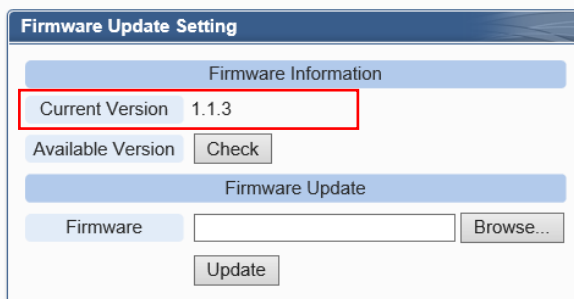 Firmware Update Setting
Firmware Information
Current Version 1.1.3
Available Version Check
Firmware Update
Firmware Browse...
Update